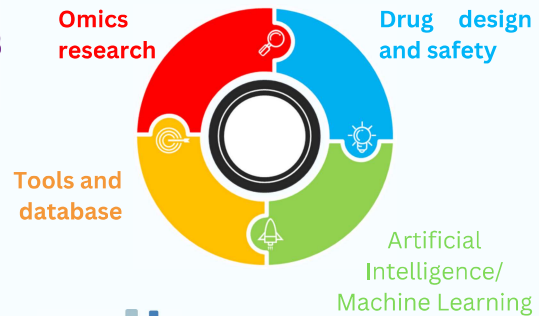 Omics
research
Drug design
and safety
Tools and
database
Artificial
Intelligence/
Machine Learning